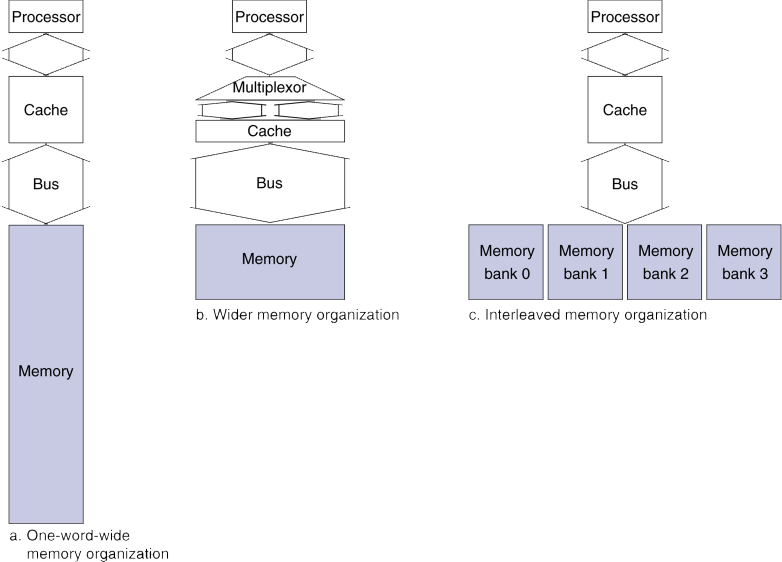 Processor
Cache
Bus
Memory
a. One-word-wide
memory organization
Processor
Multiplexor
Cache
Bus
Memory
b. Wider memory organization
Processor
Cache
Bus
Memory
bank 0
Memory
bank 1
Memory
bank 2
Memory
bank 3
c. Interleaved memory organization